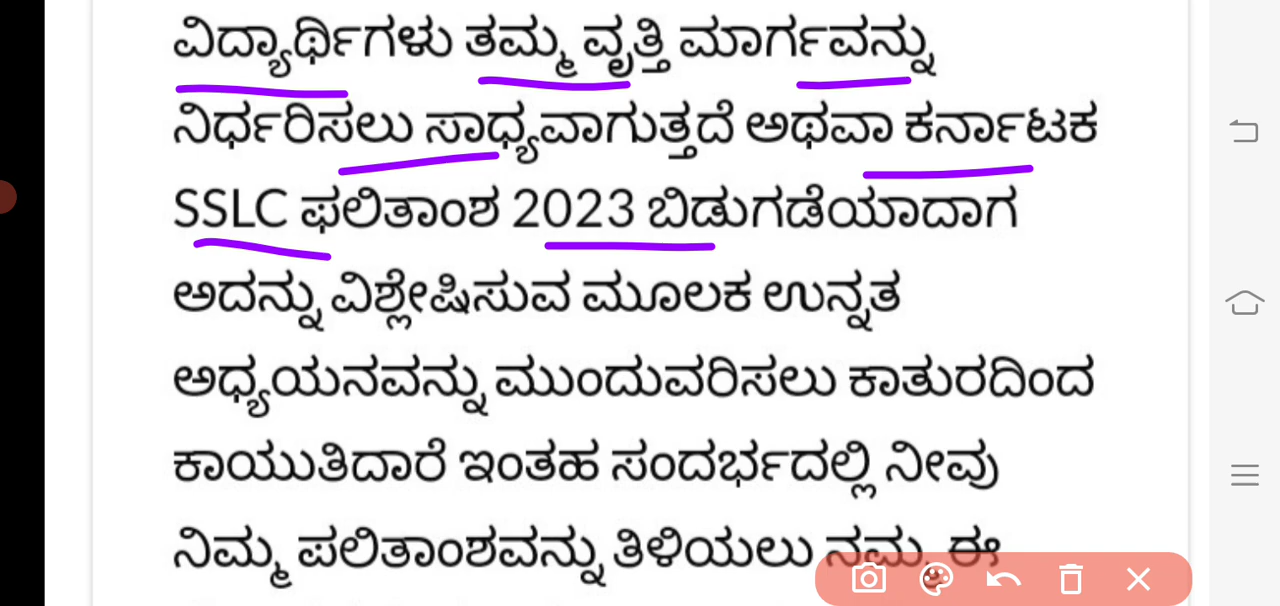 ವಿದ್ಯಾರ್ಥಿಗಳು ತಮ್ಮ ವೃತ್ತಿ ಮಾರ್ಗವನ್ನು
ನಿರ್ಧರಿಸಲು ಸಾಧ್ಯವಾಗುತ್ತದೆ ಅಥವಾ ಕರ್ನಾಟಕ
SSLC ಫಲಿತಾಂಶ 2023 ಬಿಡುಗಡೆಯಾದಾಗ
ಅದನ್ನು ವಿಶ್ಲೇಷಿಸುವ ಮೂಲಕ ಉನ್ನತ
ಅಧ್ಯಯನವನ್ನು ಮುಂದುವರಿಸಲು ಕಾತುರದಿಂದ
ಕಾಯುತಿದಾರೆ ಇಂತಹ ಸಂದರ್ಭದಲ್ಲಿ ನೀವು
ನಿಮ್ಮ ಪಲಿತಾಂಶವನ್ನು ತಿಳಿಯಲು ನಮ್ಮ ಈ